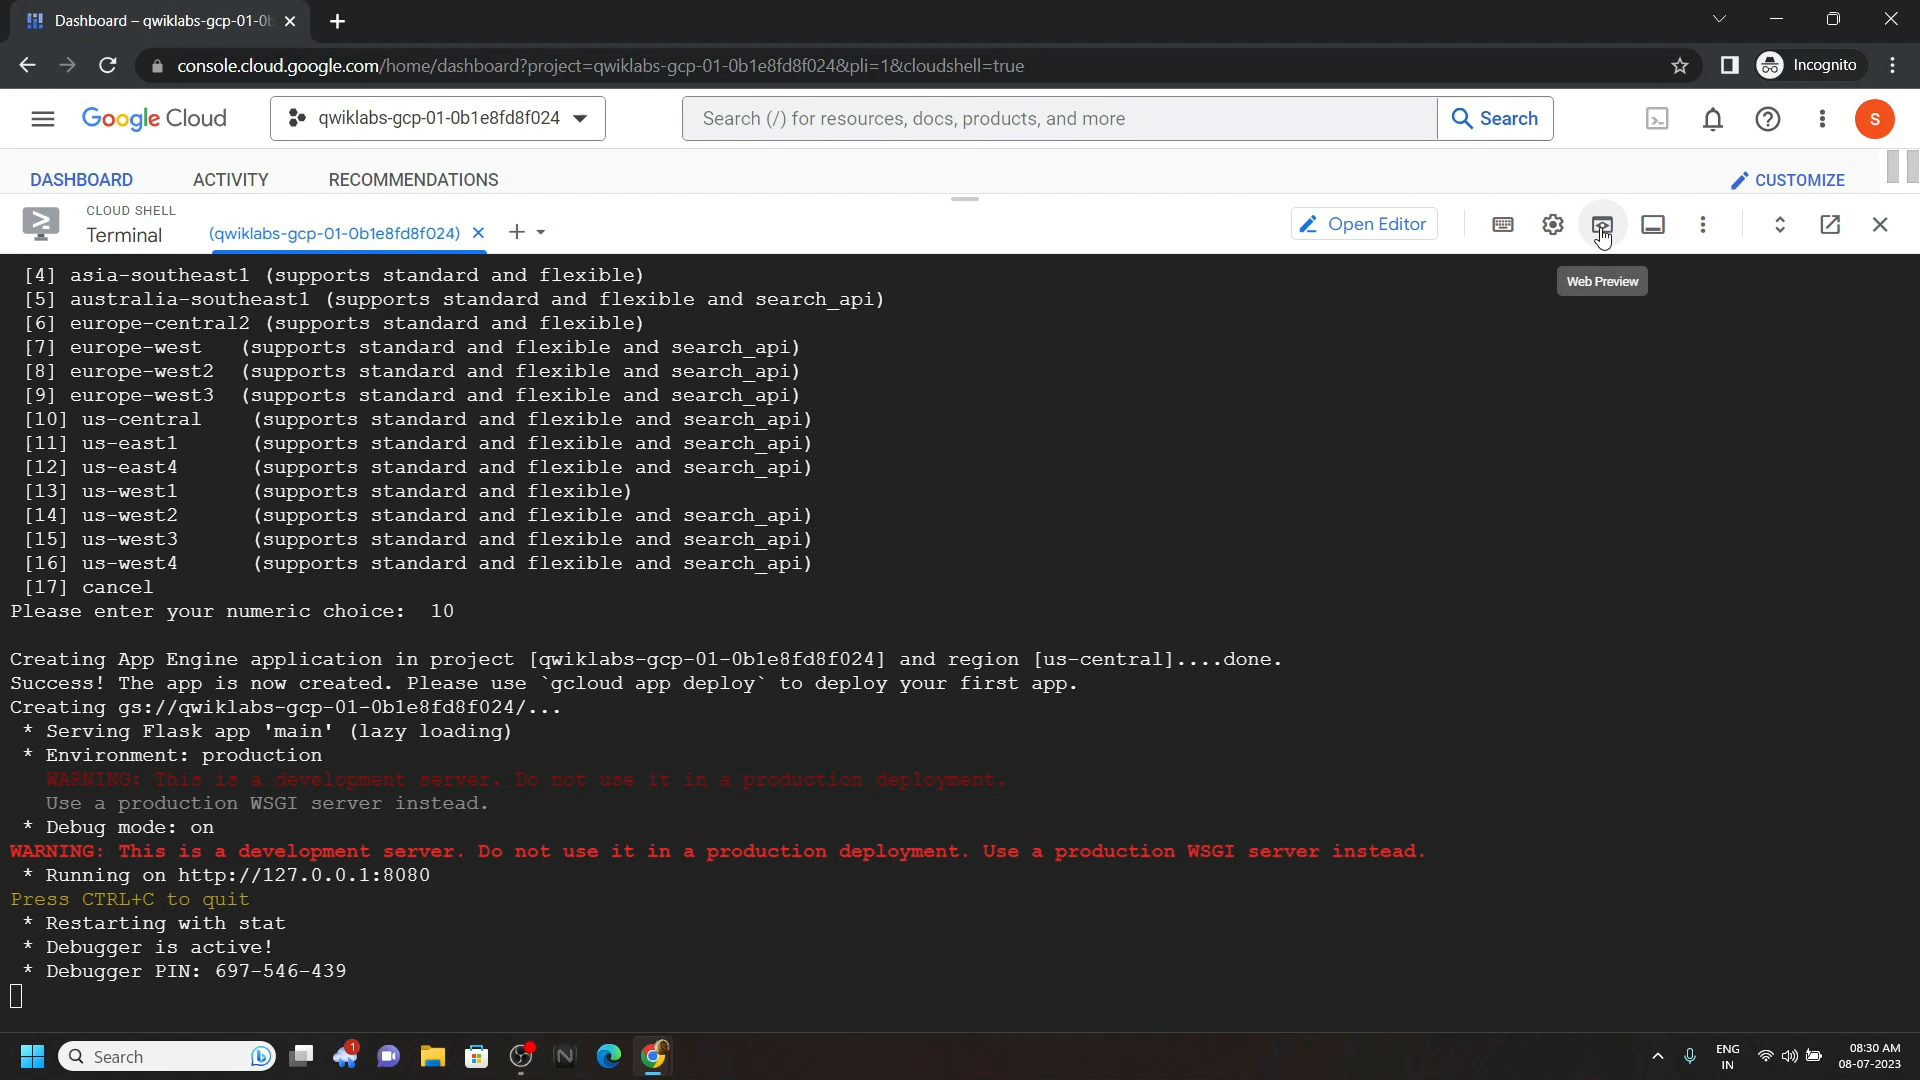 Dashboard – qwiklabs-gcp-01-0b
console.cloud.google.com/home/dashboard?project=qwiklabs-gcp-01-0b1e8fd8f024&pli=1&cloudshell=true
Incognito
Google Cloud
qwiklabs-gcp-01-0b1e8fd8f024
Search (/) for resources, docs, products, and more
Search
S
DASHBOARD
ACTIVITY
RECOMMENDATIONS
CUSTOMIZE
CLOUD SHELL
Terminal
(qwiklabs-gcp-01-0b1e8fd8f024)
Open Editor
Web Preview
[4] asia-southeast1 (supports standard and flexible)
[5] australia-southeast1 (supports standard and flexible and search_api)
[6] europe-central2 (supports standard and flexible)
[7] europe-west (supports standard and flexible and search_api)
[8] europe-west2 (supports standard and flexible and search_api)
[9] europe-west3 (supports standard and flexible and search_api)
[10] us-central (supports standard and flexible and search_api)
[11] us-east1 (supports standard and flexible and search_api)
[12] us-east4 (supports standard and flexible and search_api)
[13] us-west1 (supports standard and flexible)
[14] us-west2 (supports standard and flexible and search_api)
[15] us-west3 (supports standard and flexible and search_api)
[16] us-west4 (supports standard and flexible and search_api)
[17] cancel
Please enter your numeric choice: 10
Creating App Engine application in project [qwiklabs-gcp-01-0b1e8fd8f024] and region [us-central]....done.
Success! The app is now created. Please use `gcloud app deploy` to deploy your first app.
Creating gs://qwiklabs-gcp-01-0b1e8fd8f024/...
* Serving Flask app 'main' (lazy loading)
* Environment: production
WARNING: This is a development server. Do not use it in a production deployment.
Use a production WSGI server instead.
* Debug mode: on
WARNING: This is a development server. Do not use it in a production deployment. Use a production WSGI server instead.
* Running on http://127.0.0.1:8080
Press CTRL+C to quit
* Restarting with stat
* Debugger is active!
* Debugger PIN: 697-546-439
Search
1
ENG
IN
08:30 AM
08-07-2023